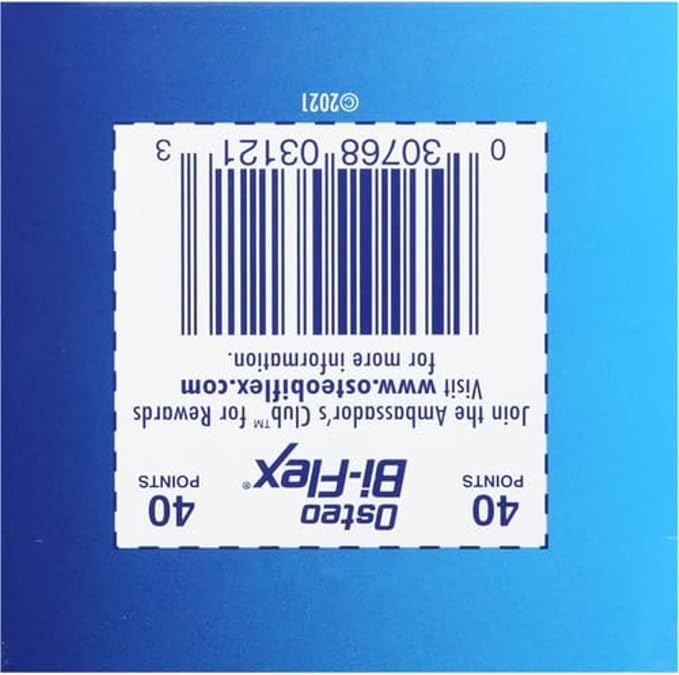 40 POINTS
Osteo
Bi-Flex®
40 POINTS
Join the Ambassador's Club™ for Rewards
Visit www.osteobiflex.com
for more information.
0 30768 03121 3
©2021